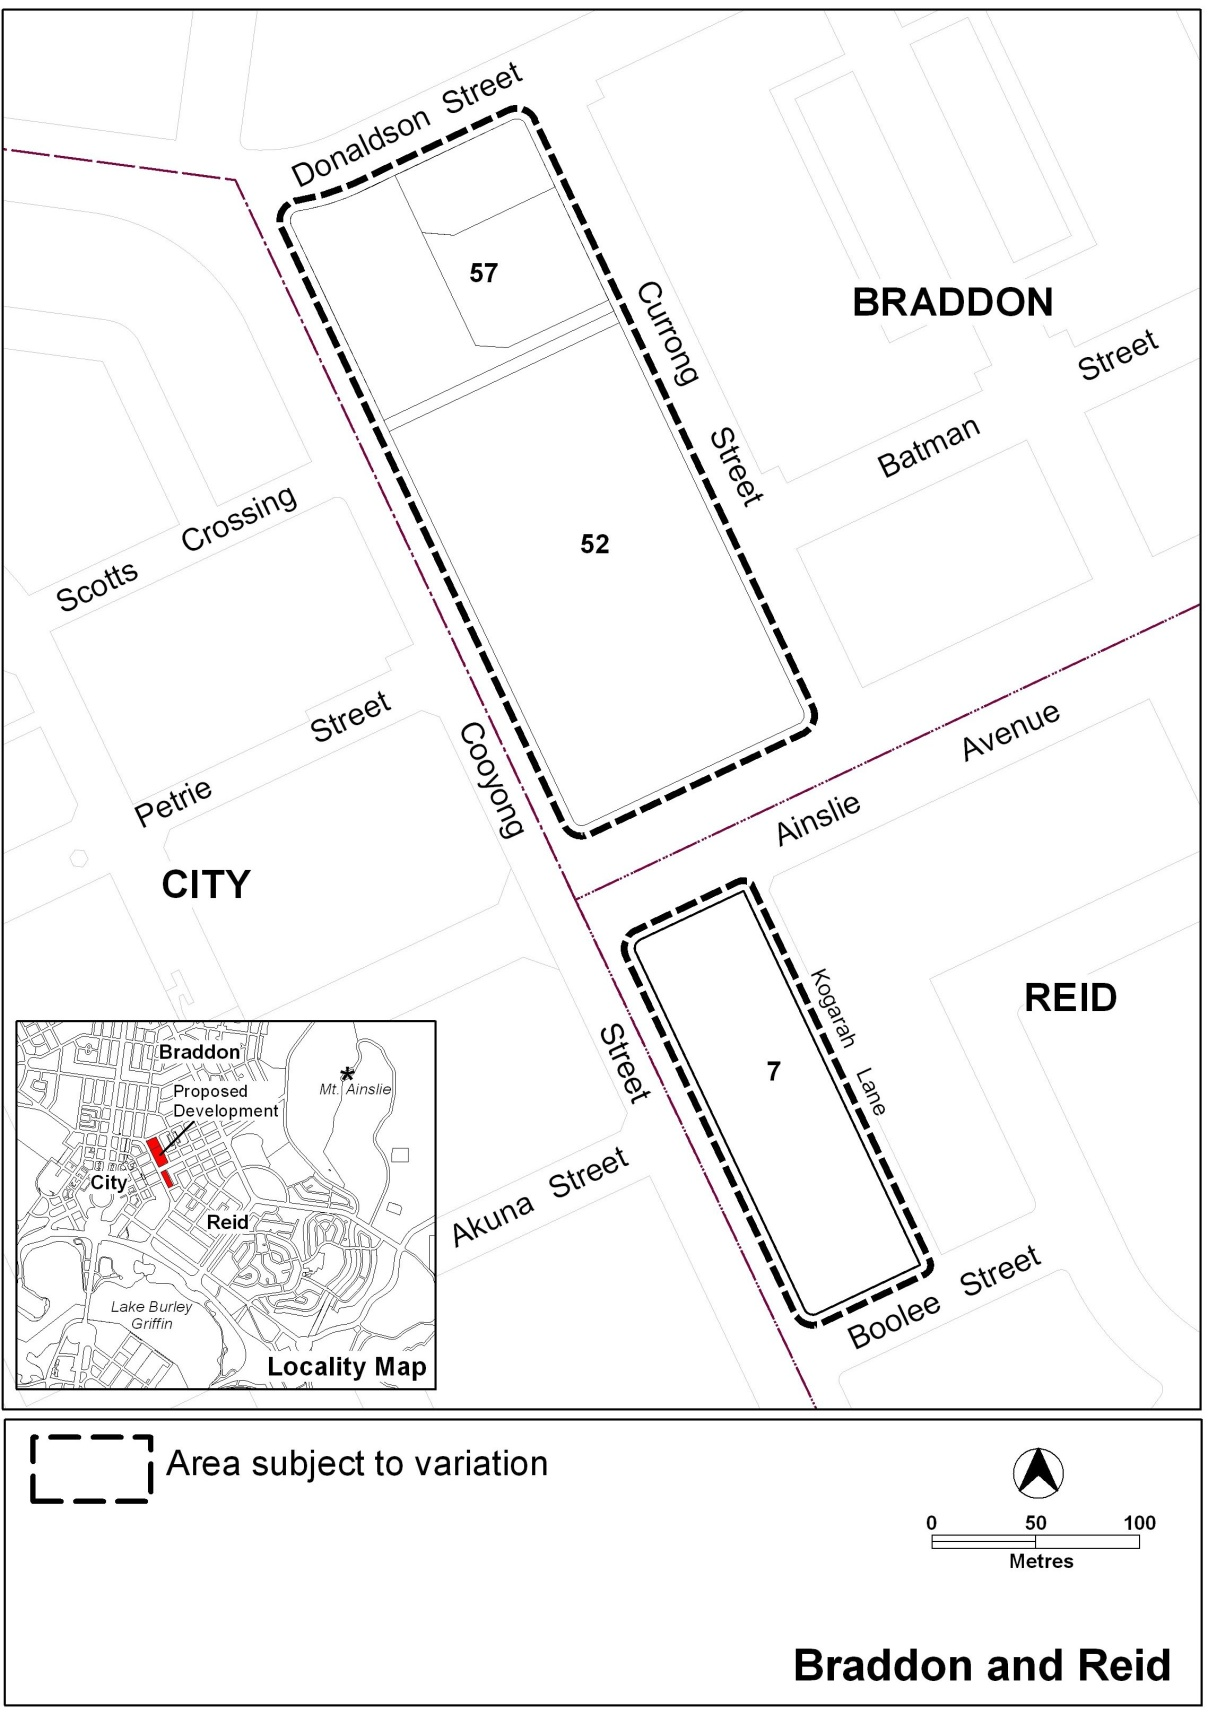 Donaldson Street
57
Currong Street
BRADDON
Street
Batman
52
Scotts Crossing
Petrie Street
Cooyong Street
CITY
Ainslie Avenue
REID
Kogarah Lane
7
Akuna Street
Boolee Street
Braddon
Mt. Ainslie
Proposed
Development
City
Reid
Lake Burley
Griffin
Locality Map
Area subject to variation
0 50 100
Metres
Braddon and Reid